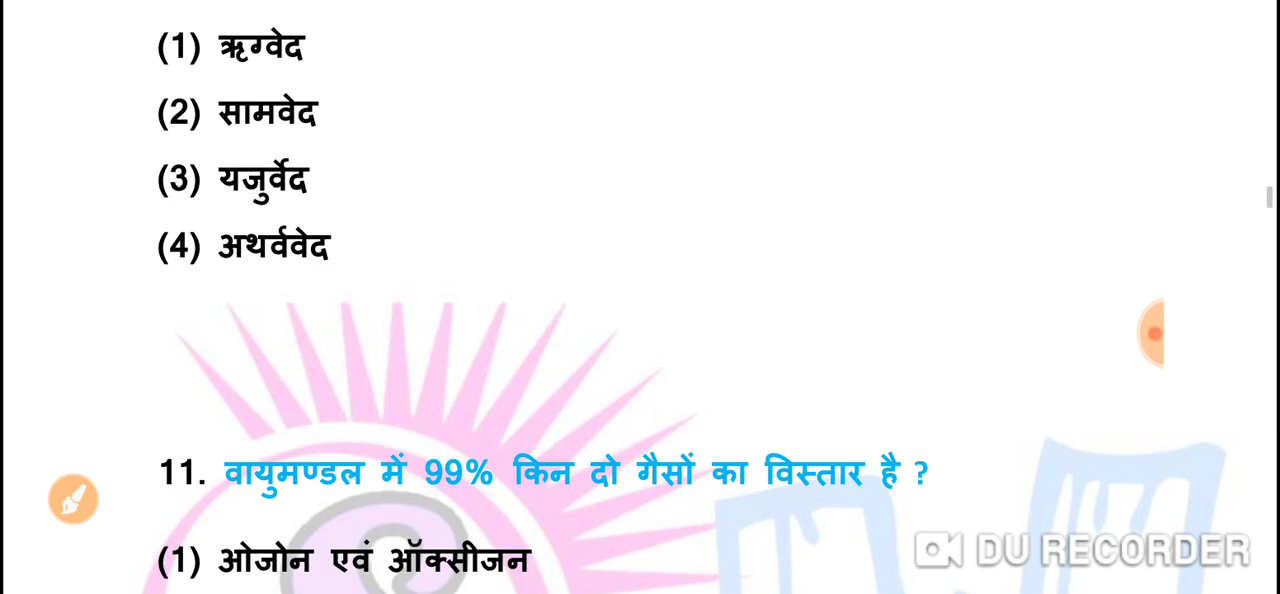 (1) ऋग्वेद
(2) सामवेद
(3) यजुर्वेद
(4) अथर्ववेद
11. वायुमण्डल में 99% किन दो गैसों का विस्तार है ?
(1) ओजोन एवं ऑक्सीजन
DU RECORDER